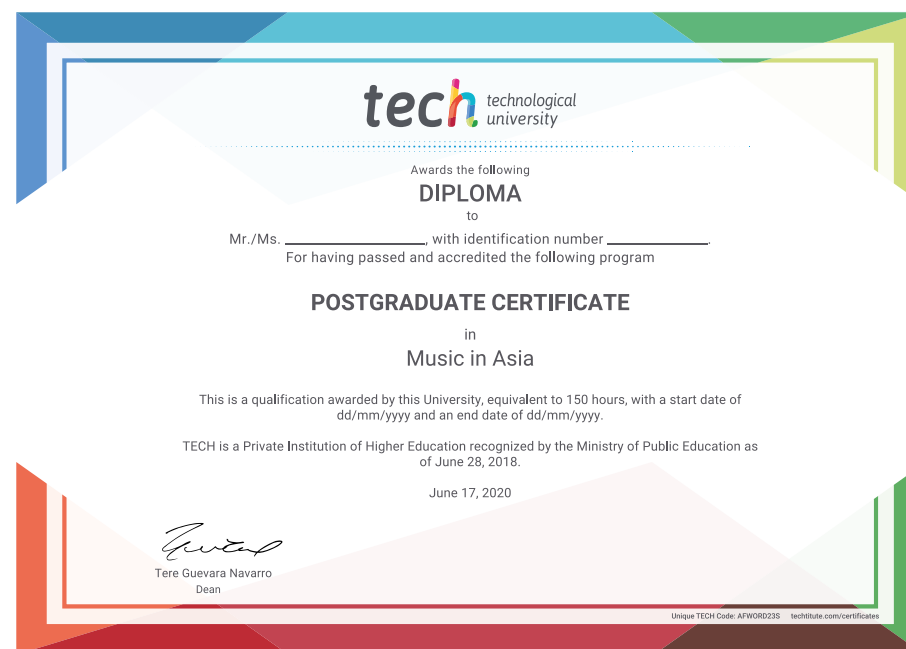 tech technological
university
Awards the following
DIPLOMA
to
Mr./Ms. ____________________, with identification number ______________.
For having passed and accredited the following program
POSTGRADUATE CERTIFICATE
in
Music in Asia
This is a qualification awarded by this University, equivalent to 150 hours, with a start date of
dd/mm/yyyy and an end date of dd/mm/yyyy.
TECH is a Private Institution of Higher Education recognized by the Ministry of Public Education as
of June 28, 2018.
June 17, 2020
Tere Guevara Navarro
Dean
Unique TECH Code: AFWORD23S techtitute.com/certificates